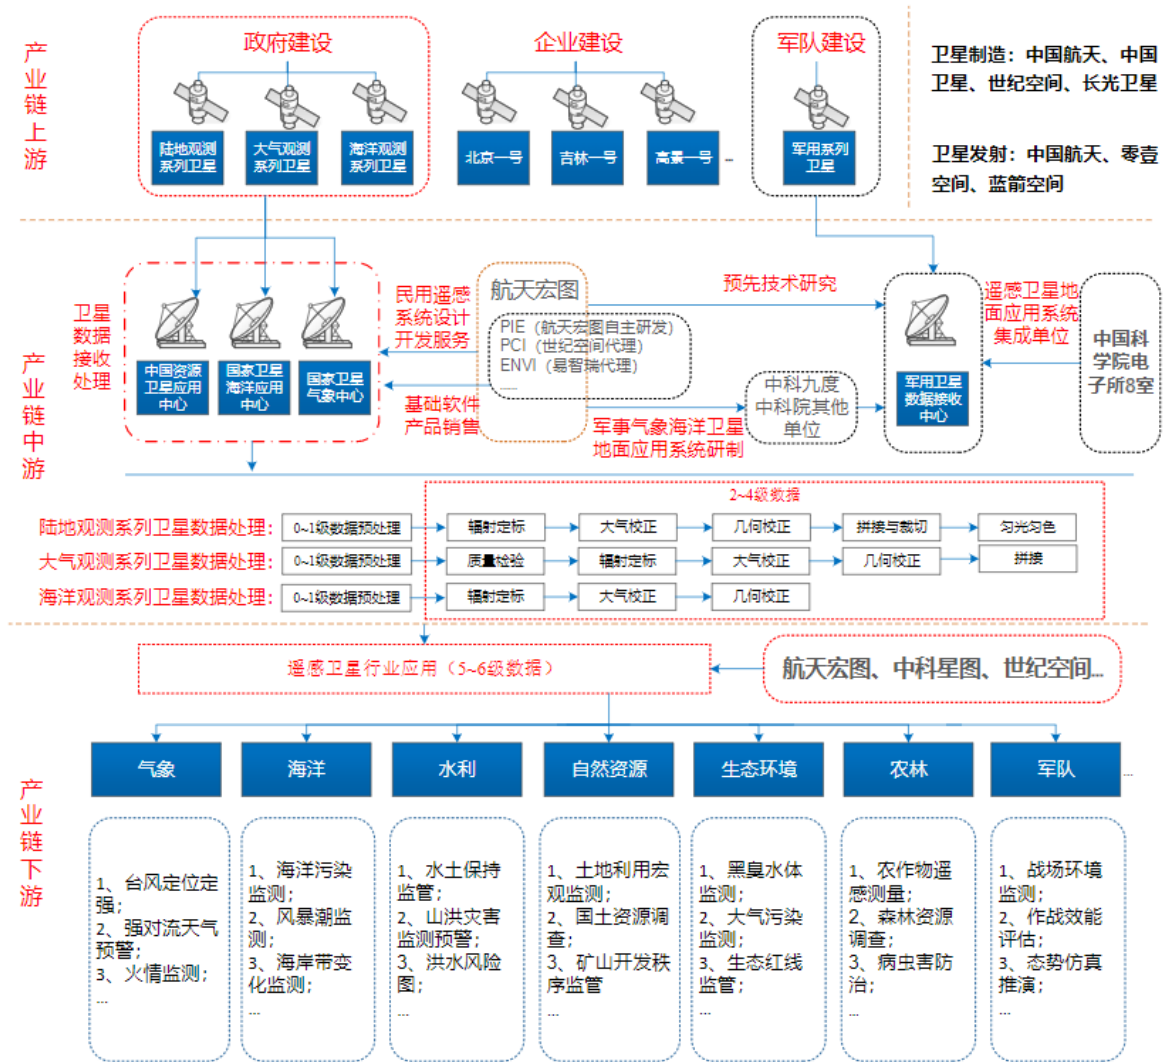 产
业
链
上
游
政府建设
企业建设
军队建设
陆地观测
系列卫星
大气观测
系列卫星
海洋观测
系列卫星
北京一号
吉林一号
高景一号
...
军用系列
卫星
卫星制造：中国航天、中国
卫星、世纪空间、长光卫星
卫星发射：中国航天、零壹
空间、蓝箭空间
产
业
链
中
游
卫星
数据
接收
处理
中国资源
卫星应用
中心
国家卫星
海洋应用
中心
国家卫星
气象中心
民用遥感
系统设计
开发服务
基础软件
产品销售
航天宏图
PIE（航天宏图自主研发）
PCI（世纪空间代理）
ENVI（易智瑞代理）
......
预先技术研究
军事气象海洋卫星
地面应用系统研制
中科九度
中科院其他
单位
军用卫星
数据接收
中心
遥感卫星地
面应用系统
集成单位
中国科
学院电
子所8室
2~4级数据
陆地观测系列卫星数据处理：
0~1级数据预处理
辐射定标
大气校正
几何校正
拼接与裁切
匀光匀色
大气观测系列卫星数据处理：
0~1级数据预处理
质量检验
辐射定标
大气校正
几何校正
拼接
海洋观测系列卫星数据处理：
0~1级数据预处理
辐射定标
大气校正
几何校正
产
业
链
下
游
遥感卫星行业应用（5~6级数据）
航天宏图、中科星图、世纪空间...
气象
海洋
水利
自然资源
生态环境
农林
军队
...
1、台风定位定
强；
2、强对流天气
预警；
3、火情监测；
...
1、海洋污染
监测；
2、风暴潮监
测；
3、海岸带变
化监测；
...
1、水土保持
监管；
2、山洪灾害
监测预警；
3、洪水风险
图；
...
1、土地利用宏
观监测；
2、国土资源调
查；
3、矿山开发秩
序监管
...
1、黑臭水体
监测；
2、大气污染
监测；
3、生态红线
监管；
...
1、农作物遥
感测量；
2、森林资源
调查；
3、病虫害防
治；
...
1、战场环境
监测；
2、作战效能
评估；
3、态势仿真
推演；
...